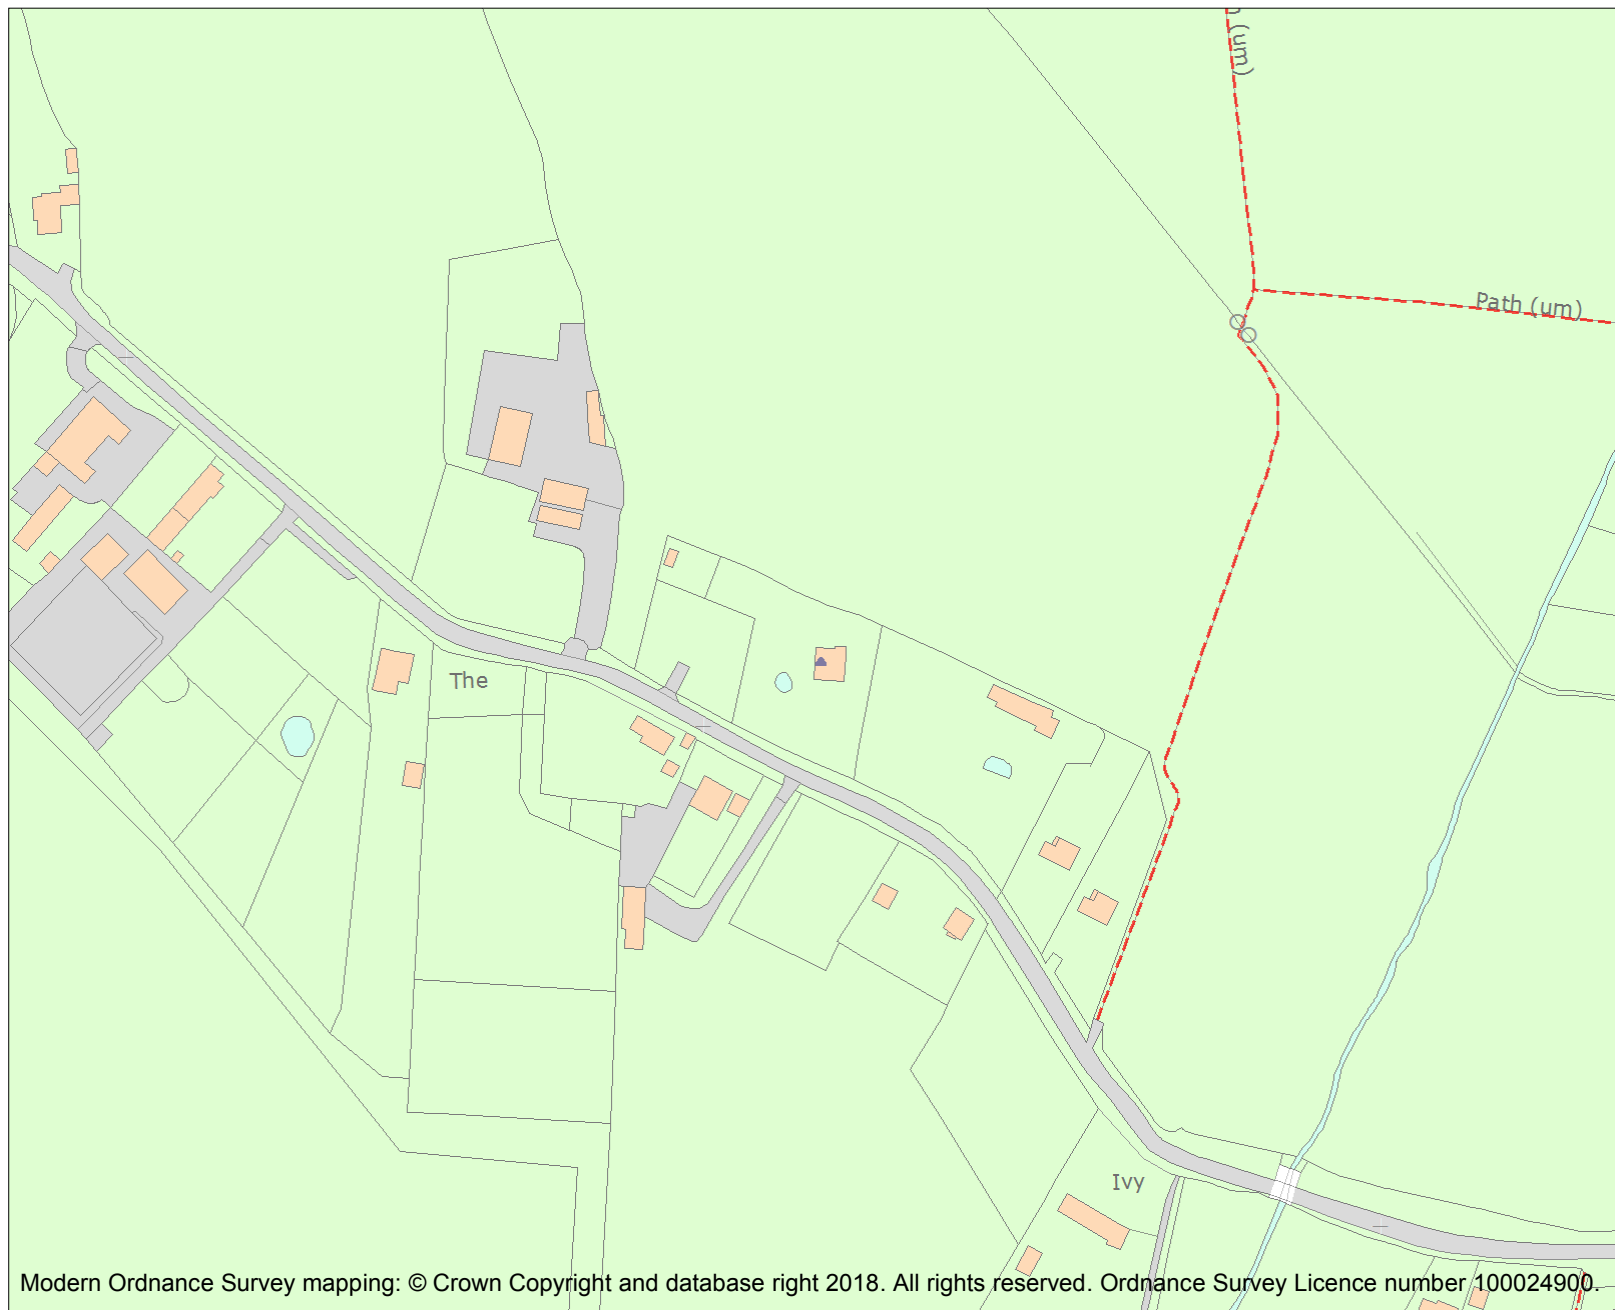 (um)
Path (um)
The
Ivy
Modern Ordnance Survey mapping: © Crown Copyright and database right 2018. All rights reserved. Ordnance Survey Licence number 100024900.